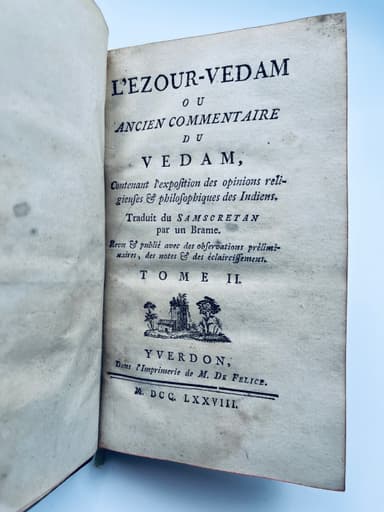 L'EZOUR-VEDAM
OU
ANCIEN COMMENTAIRE
DU
VEDAM,
Contenant l'exposition des opinions reli-
gieuses & philosophiques des Indiens.
Traduit du SAMSCRETAN
par un Brame.
Revu & publié avec des observations prélimi-
naires, des notes & des éclaircissemens.
TOME II.
YVERDON,
Dans l'Imprimerie de M. DE FELICE.
M. DCC. LXXVIII.